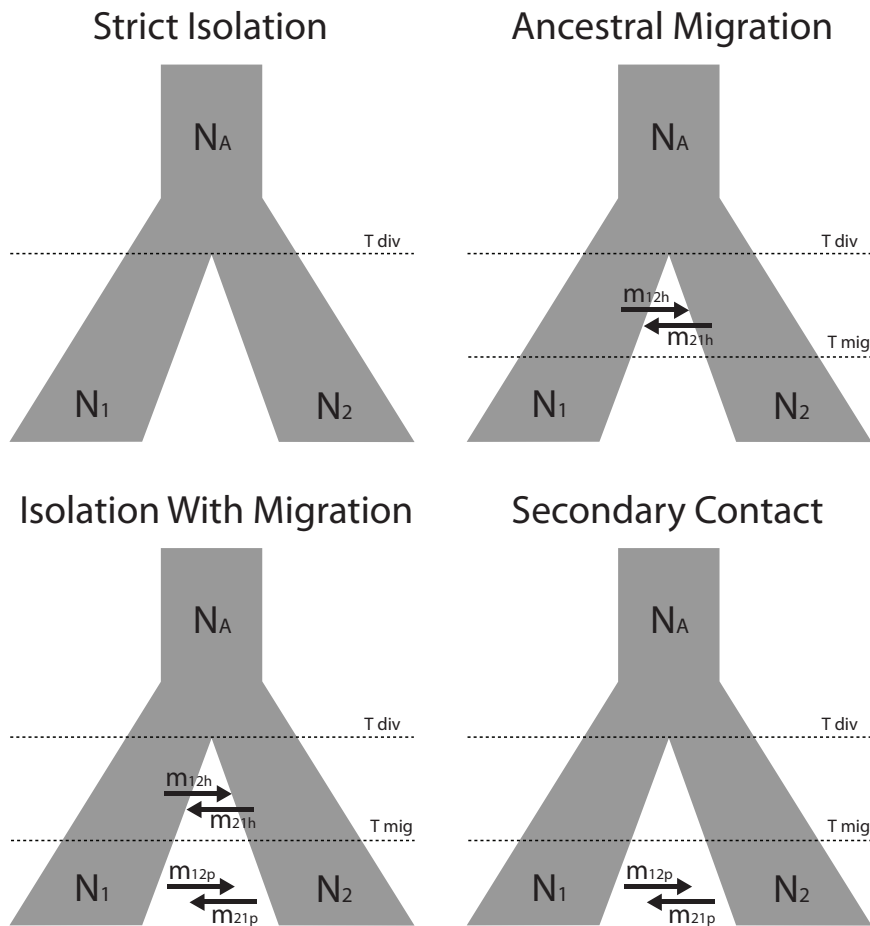 Strict Isolation
NA
T div
N1
N2
Ancestral Migration
NA
T div
m12h
m21h
T mig
N1
N2
Isolation With Migration
NA
T div
m12h
m21h
T mig
N1
m12p
m21p
N2
Secondary Contact
NA
T div
T mig
N1
m12p
m21p
N2